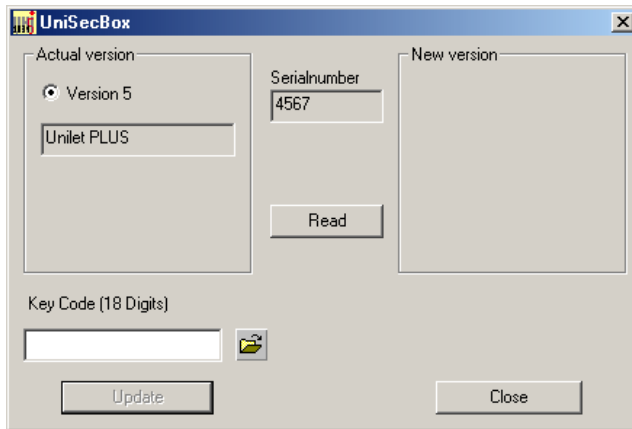 UniSecBox
Actual version
Version 5
Unilet PLUS
Serialnumber
4567
Read
New version
Key Code (18 Digits)
Update
Close